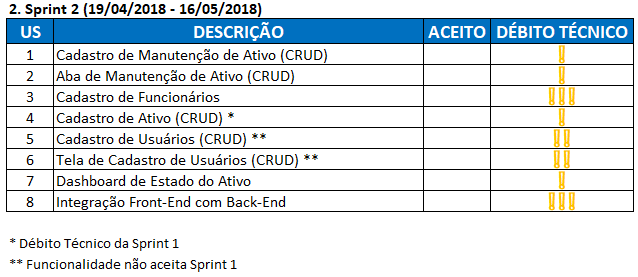 2. Sprint 2 (19/04/2018 - 16/05/2018)
US DESCRIÇÃO ACEITO DÉBITO TÉCNICO
1 Cadastro de Manutenção de Ativo (CRUD) !
2 Aba de Manutenção de Ativo (CRUD) !
3 Cadastro de Funcionários !!!
4 Cadastro de Ativo (CRUD) * !
5 Cadastro de Usuários (CRUD) ** !!
6 Tela de Cadastro de Usuários (CRUD) ** !!
7 Dashboard de Estado do Ativo !
8 Integração Front-End com Back-End !!!
* Débito Técnico da Sprint 1
** Funcionalidade não aceita Sprint 1